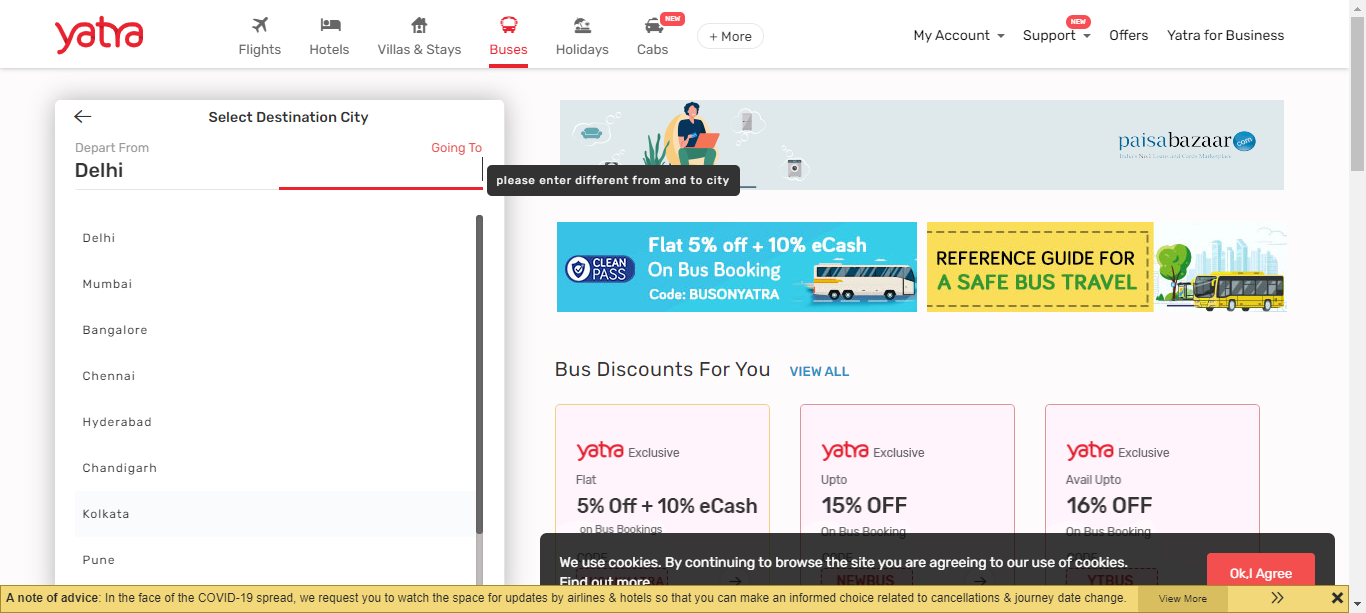 yatra
Flights
Hotels
Villas & Stays
Buses
Holidays
Cabs
NEW
+ More
My Account
Support
NEW
Offers
Yatra for Business
Select Destination City
Depart From
Delhi
Going To
please enter different from and to city
Delhi
Mumbai
Bangalore
Chennai
Hyderabad
Chandigarh
Kolkata
Pune
paisabazaar.com
CLEAN
PASS
Flat 5% off + 10% eCash
On Bus Booking
Code: BUSONYATRA
REFERENCE GUIDE FOR
A SAFE BUS TRAVEL
Bus Discounts For You VIEW ALL
yatra Exclusive
Flat
5% Off + 10% eCash
on Bus Bookings
yatra Exclusive
Upto
15% OFF
On Bus Booking
CODE
NEWBUS
yatra Exclusive
Avail Upto
16% OFF
On Bus Booking
CODE
YTBUS
We use cookies. By continuing to browse the site you are agreeing to our use of cookies.
Find out more
Ok,I Agree
A note of advice: In the face of the COVID-19 spread, we request you to watch the space for updates by airlines & hotels so that you can make an informed choice related to cancellations & journey date change.
View More